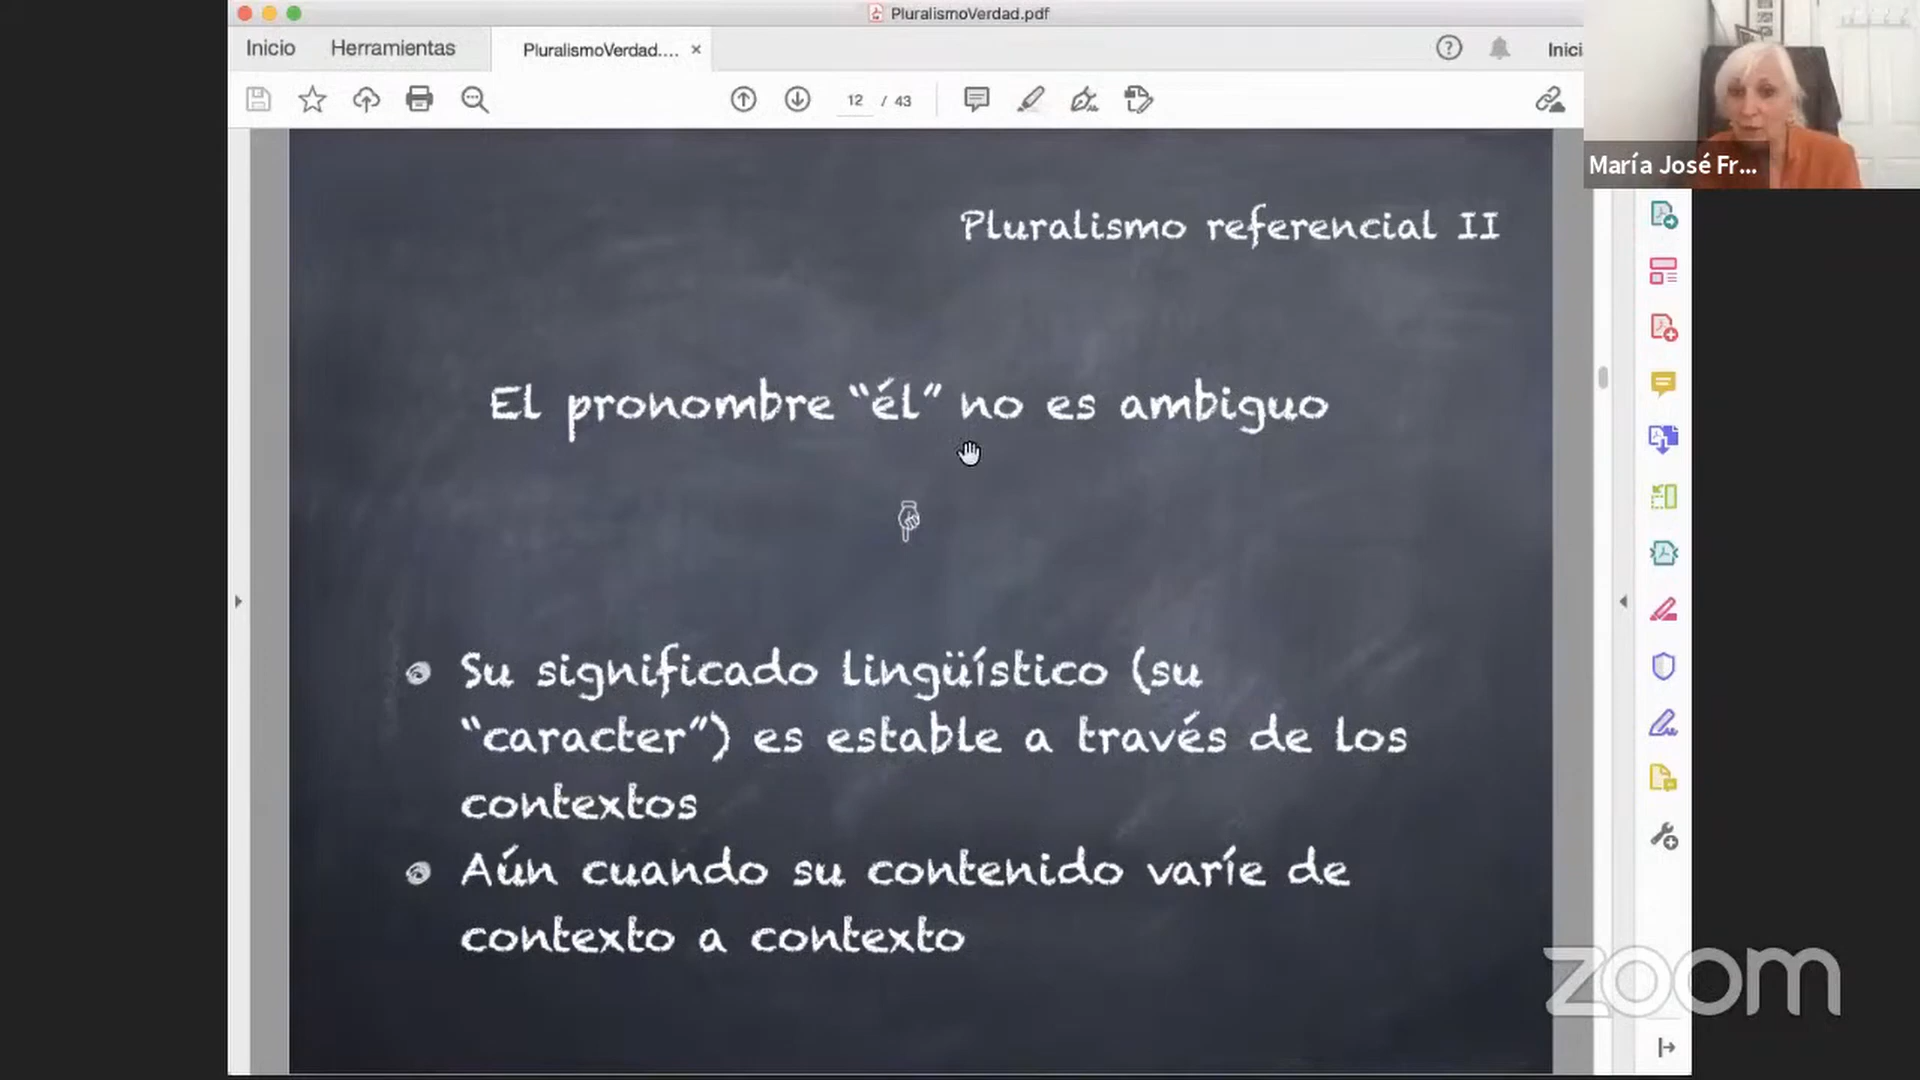 PluralismoVerdad.pdf
Inicio
Herramientas
PluralismoVerdad....
Inici
12 / 43
María José Fr...
Pluralismo referencial II
El pronombre “él” no es ambiguo
Su significado lingüístico (su
“caracter”) es estable a través de los
contextos
Aún cuando su contenido varíe de
contexto a contexto
zoom